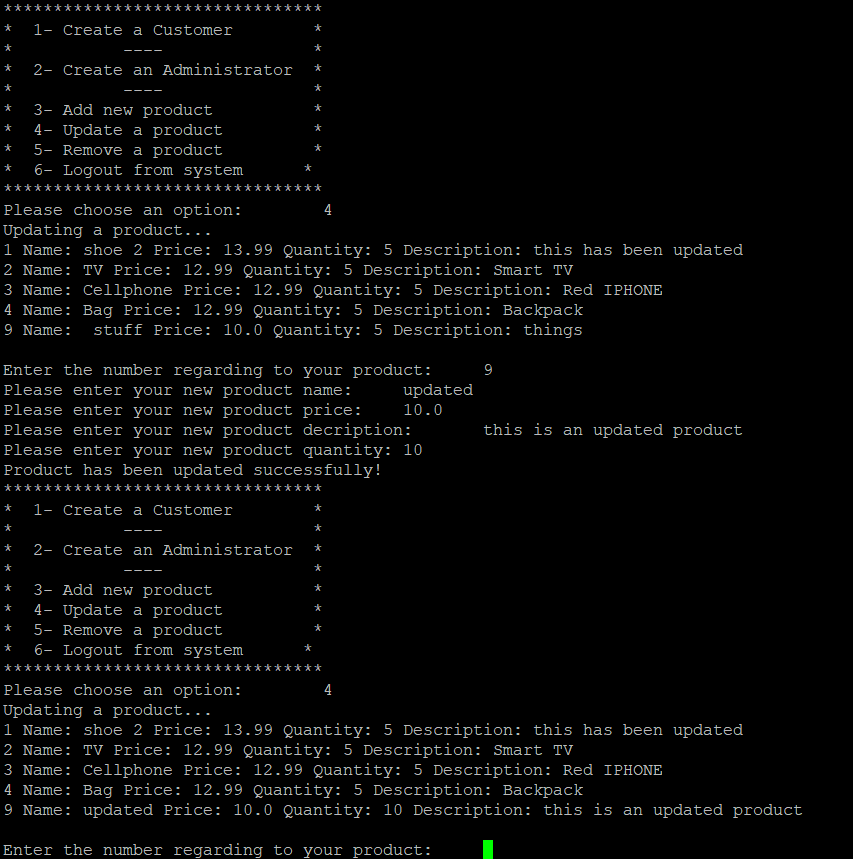 ********************************
*  1- Create a Customer        *
*           ----               *
*  2- Create an Administrator  *
*           ----               *
*  3- Add new product          *
*  4- Update a product         *
*  5- Remove a product         *
*  6- Logout from system      *
********************************
Please choose an option:        4
Updating a product...
1 Name: shoe 2 Price: 13.99 Quantity: 5 Description: this has been updated
2 Name: TV Price: 12.99 Quantity: 5 Description: Smart TV
3 Name: Cellphone Price: 12.99 Quantity: 5 Description: Red IPHONE
4 Name: Bag Price: 12.99 Quantity: 5 Description: Backpack
9 Name:  stuff Price: 10.0 Quantity: 5 Description: things

Enter the number regarding to your product:     9
Please enter your new product name:     updated
Please enter your new product price:    10.0
Please enter your new product decription:       this is an updated product
Please enter your new product quantity: 10
Product has been updated successfully!
********************************
*  1- Create a Customer        *
*           ----               *
*  2- Create an Administrator  *
*           ----               *
*  3- Add new product          *
*  4- Update a product         *
*  5- Remove a product         *
*  6- Logout from system      *
********************************
Please choose an option:        4
Updating a product...
1 Name: shoe 2 Price: 13.99 Quantity: 5 Description: this has been updated
2 Name: TV Price: 12.99 Quantity: 5 Description: Smart TV
3 Name: Cellphone Price: 12.99 Quantity: 5 Description: Red IPHONE
4 Name: Bag Price: 12.99 Quantity: 5 Description: Backpack
9 Name: updated Price: 10.0 Quantity: 10 Description: this is an updated product

Enter the number regarding to your product: